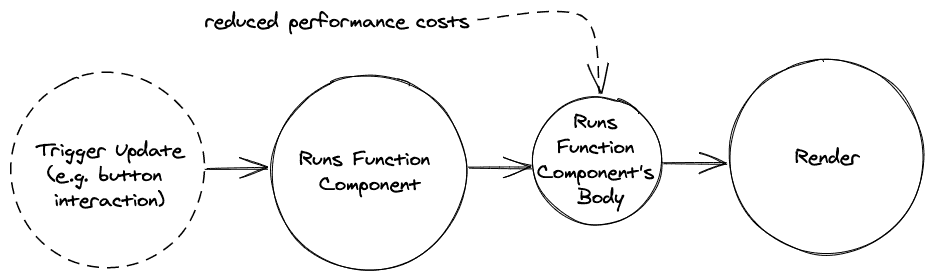 reduced performance costs
Trigger Update
(e.g. button
interaction)
Runs Function
Component
Runs
Function
Component's
Body
Render